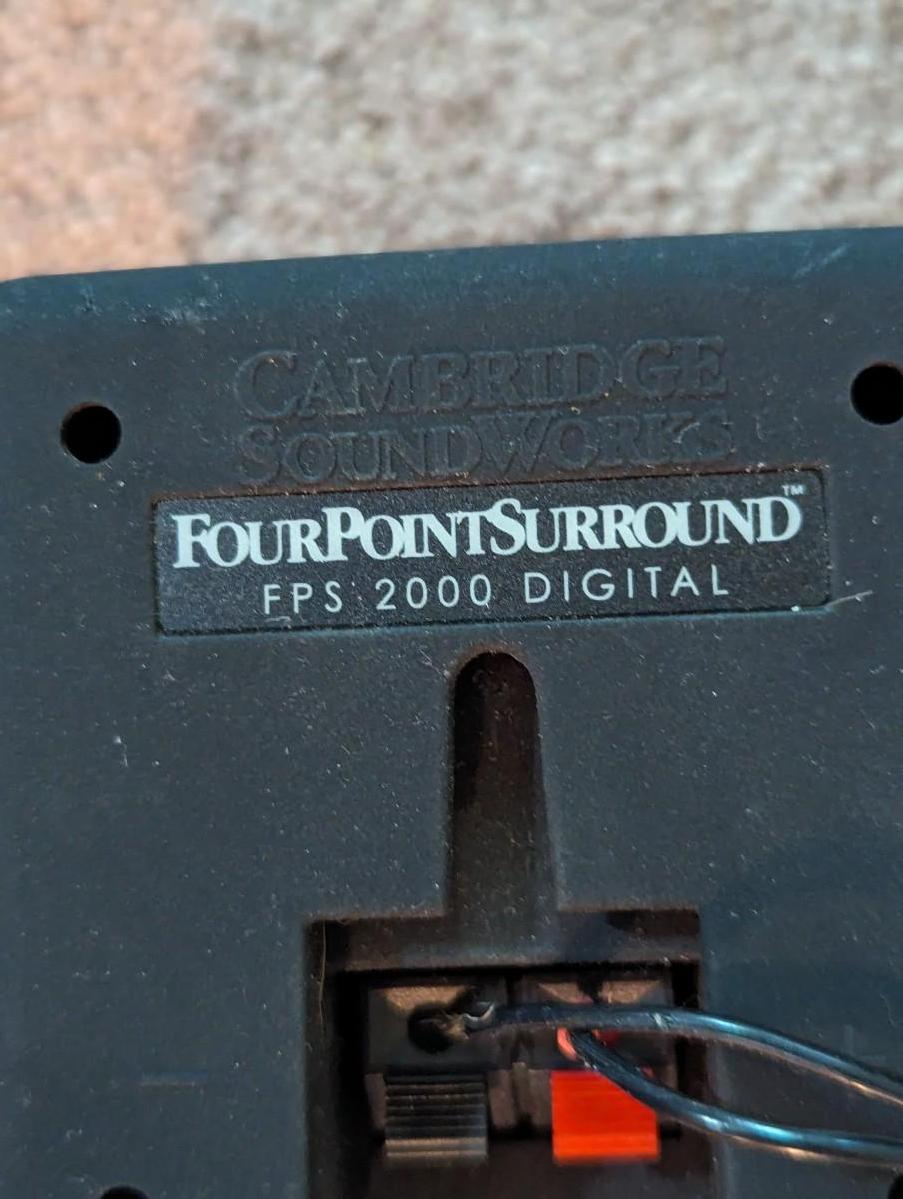 CAMBRIDGE
SOUNDWORKS
FOURPOINTSURROUND™
FPS 2000 DIGITAL